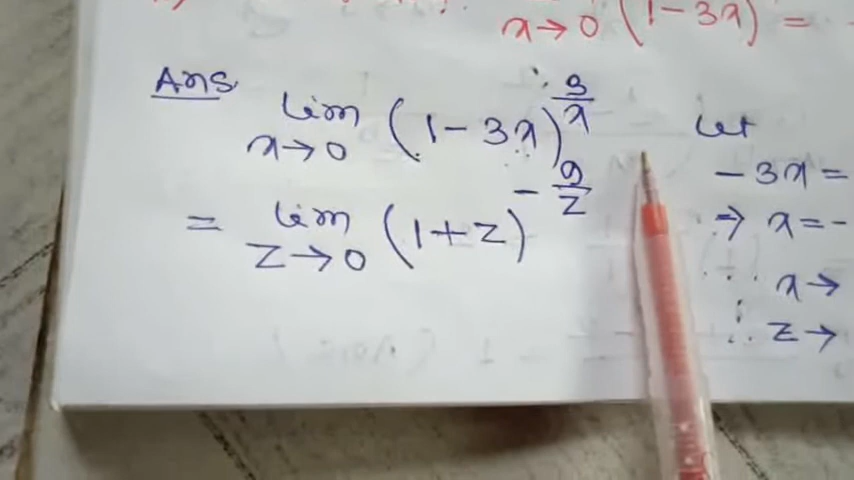 x→0 (1-3x) =
Ans
lim x→0 (1-3x)^(3/x)
= lim z→0 (1+z)^(-9/z)
Let
-3x=
⇒ x=-
x→
∴ z→